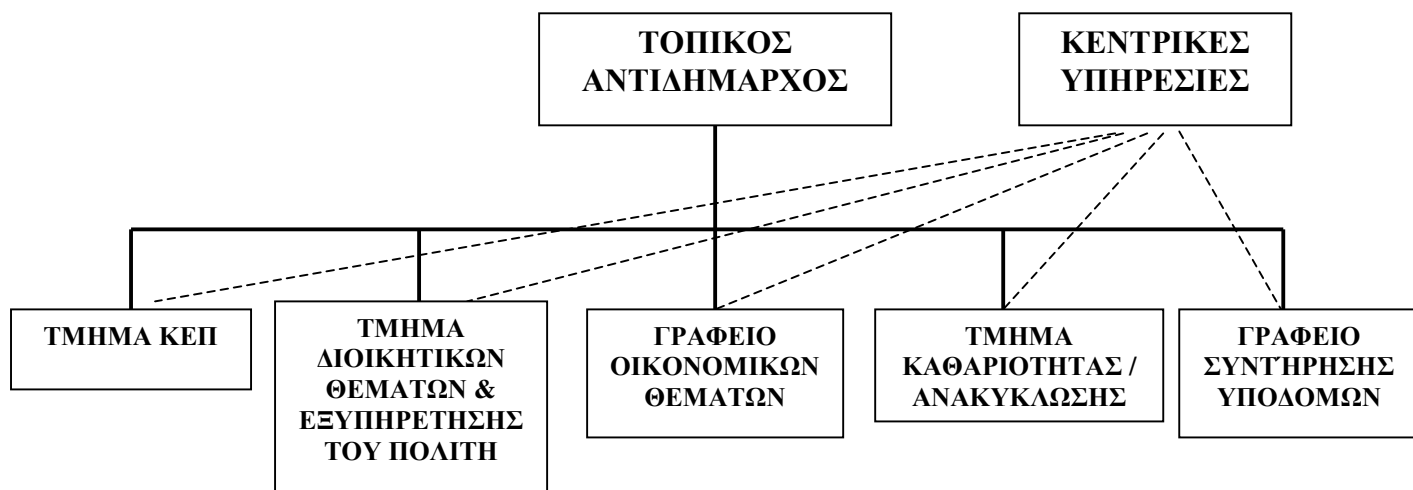 ΤΟΠΙΚΟΣ
ΑΝΤΙΔΗΜΑΡΧΟΣ
ΚΕΝΤΡΙΚΕΣ
ΥΠΗΡΕΣΙΕΣ
ΤΜΗΜΑ ΚΕΠ
ΤΜΗΜΑ
ΔΙΟΙΚΗΤΙΚΩΝ
ΘΕΜΑΤΩΝ &
ΕΞΥΠΗΡΕΤΗΣΗΣ
ΤΟΥ ΠΟΛΙΤΗ
ΓΡΑΦΕΙΟ
ΟΙΚΟΝΟΜΙΚΩΝ
ΘΕΜΑΤΩΝ
ΤΜΗΜΑ
ΚΑΘΑΡΙΟΤΗΤΑΣ /
ΑΝΑΚΥΚΛΩΣΗΣ
ΓΡΑΦΕΙΟ
ΣΥΝΤΉΡΗΣΗΣ
ΥΠΟΔΟΜΩΝ